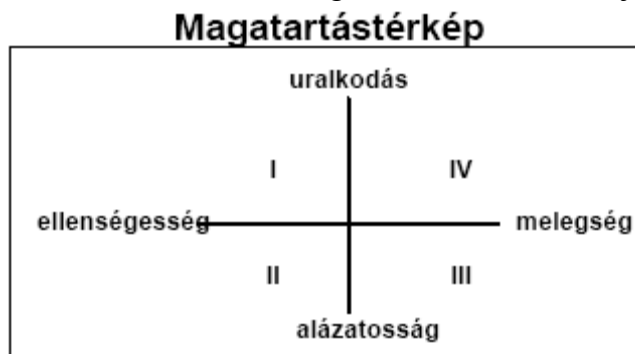 Magatartástérkép
uralkodás
I IV
ellenségesség melegség
II III
alázatosság